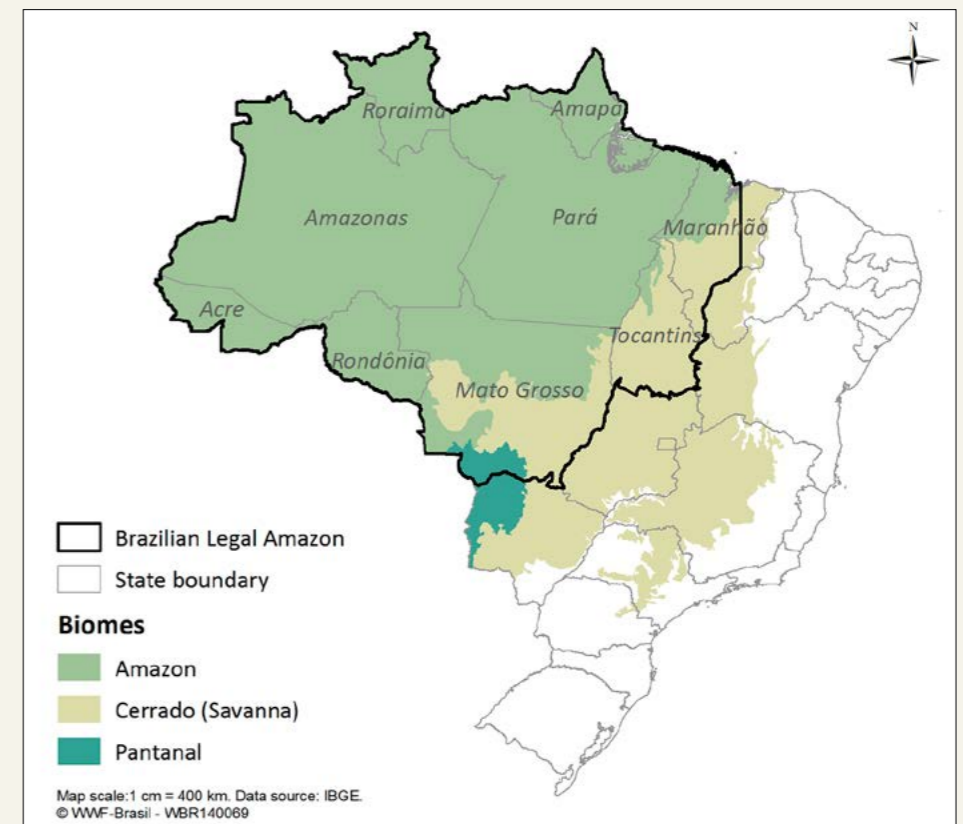 N
Roraima
Amapá
Amazonas
Pará
Maranhão
Acre
Tocantins
Rondônia
Mato Grosso
Brazilian Legal Amazon
State boundary
Biomes
Amazon
Cerrado (Savanna)
Pantanal
Map scale:1 cm = 400 km. Data source: IBGE.
© WWF-Brasil - WBR140069